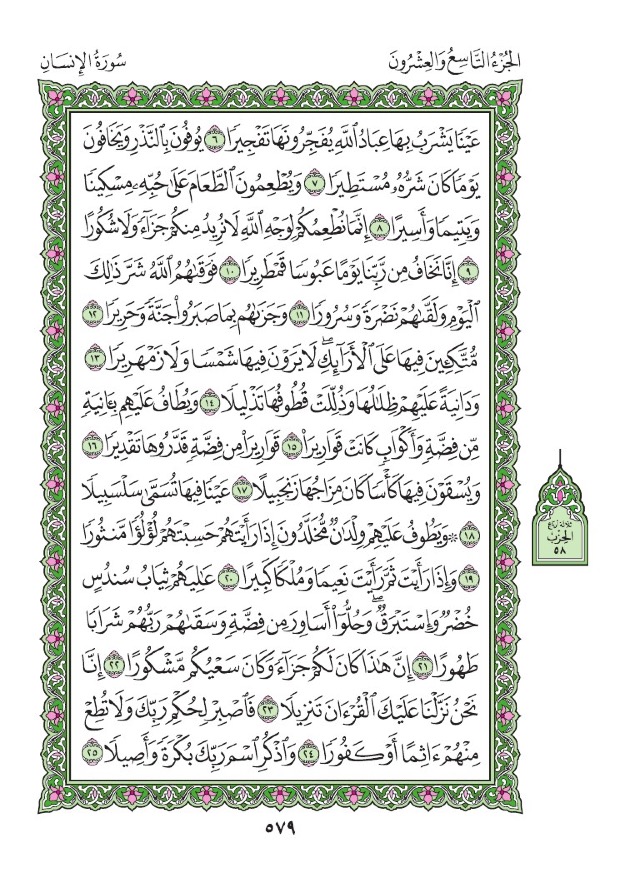 الجُزْءُ التَّاسِعُ وَالعِشْرُونَ
سُورَةُ الإِنسَانِ
عَيْنًا يَشْرَبُ بِهَا عِبَادُ ٱللَّهِ يُفَجِّرُونَهَا تَفْجِيرًا ٦ يُوفُونَ بِٱلنَّذْرِ وَيَخَافُونَ
يَوْمًا كَانَ شَرُّهُۥ مُسْتَطِيرًا ٧ وَيُطْعِمُونَ ٱلطَّعَامَ عَلَىٰ حُبِّهِۦ مِسْكِينًا
وَيَتِيمًا وَأَسِيرًا ٨ إِنَّمَا نُطْعِمُكُمْ لِوَجْهِ ٱللَّهِ لَا نُرِيدُ مِنكُمْ جَزَآءً وَلَا شُكُورًا
٩ إِنَّا نَخَافُ مِن رَّبِّنَا يَوْمًا عَبُوسًا قَمْطَرِيرًا ١٠ فَوَقَىٰهُمُ ٱللَّهُ شَرَّ ذَٰلِكَ
ٱلْيَوْمِ وَلَقَّىٰهُمْ نَضْرَةً وَسُرُورًا ١١ وَجَزَىٰهُم بِمَا صَبَرُوا۟ جَنَّةً وَحَرِيرًا ١٢
مُّتَّكِـِٔينَ فِيهَا عَلَى ٱلْأَرَآئِكِ ۖ لَا يَرَوْنَ فِيهَا شَمْسًا وَلَا زَمْهَرِيرًا ١٣
وَدَانِيَةً عَلَيْهِمْ ظِلَٰلُهَا وَذُلِّلَتْ قُطُوفُهَا تَذْلِيلًا ١٤ وَيُطَافُ عَلَيْهِم بِـَٔانِيَةٍ
مِّن فِضَّةٍ وَأَكْوَابٍ كَانَتْ قَوَارِيرَا۠ ١٥ قَوَارِيرَا۟ مِن فِضَّةٍ قَدَّرُوهَا تَقْدِيرًا ١٦
وَيُسْقَوْنَ فِيهَا كَأْسًا كَانَ مِزَاجُهَا زَنجَبِيلًا ١٧ عَيْنًا فِيهَا تُسَمَّىٰ سَلْسَبِيلًا
١٨ ۞ وَيَطُوفُ عَلَيْهِمْ وِلْدَٰنٌ مُّخَلَّدُونَ إِذَا رَأَيْتَهُمْ حَسِبْتَهُمْ لُؤْلُؤًا مَّنثُورًا
١٩ وَإِذَا رَأَيْتَ ثَمَّ رَأَيْتَ نَعِيمًا وَمُلْكًا كَبِيرًا ٢٠ عَٰلِيَهُمْ ثِيَابُ سُندُسٍ
خُضْرٌ وَإِسْتَبْرَقٌ ۖ وَحُلُّوٓا۟ أَسَاوِرَ مِن فِضَّةٍ وَسَقَىٰهُمْ رَبُّهُمْ شَرَابًا
طَهُورًا ٢١ إِنَّ هَٰذَا كَانَ لَكُمْ جَزَآءً وَكَانَ سَعْيُكُم مَّشْكُورًا ٢٢ إِنَّا
نَحْنُ نَزَّلْنَا عَلَيْكَ ٱلْقُرْءَانَ تَنزِيلًا ٢٣ فَٱصْبِرْ لِحُكْمِ رَبِّكَ وَلَا تُطِعْ
مِنْهُمْ ءَاثِمًا أَوْ كَفُورًا ٢٤ وَٱذْكُرِ ٱسْمَ رَبِّكَ بُكْرَةً وَأَصِيلًا ٢٥
ثلاثة أرباع
الحزب
٥٨
٥٧٩